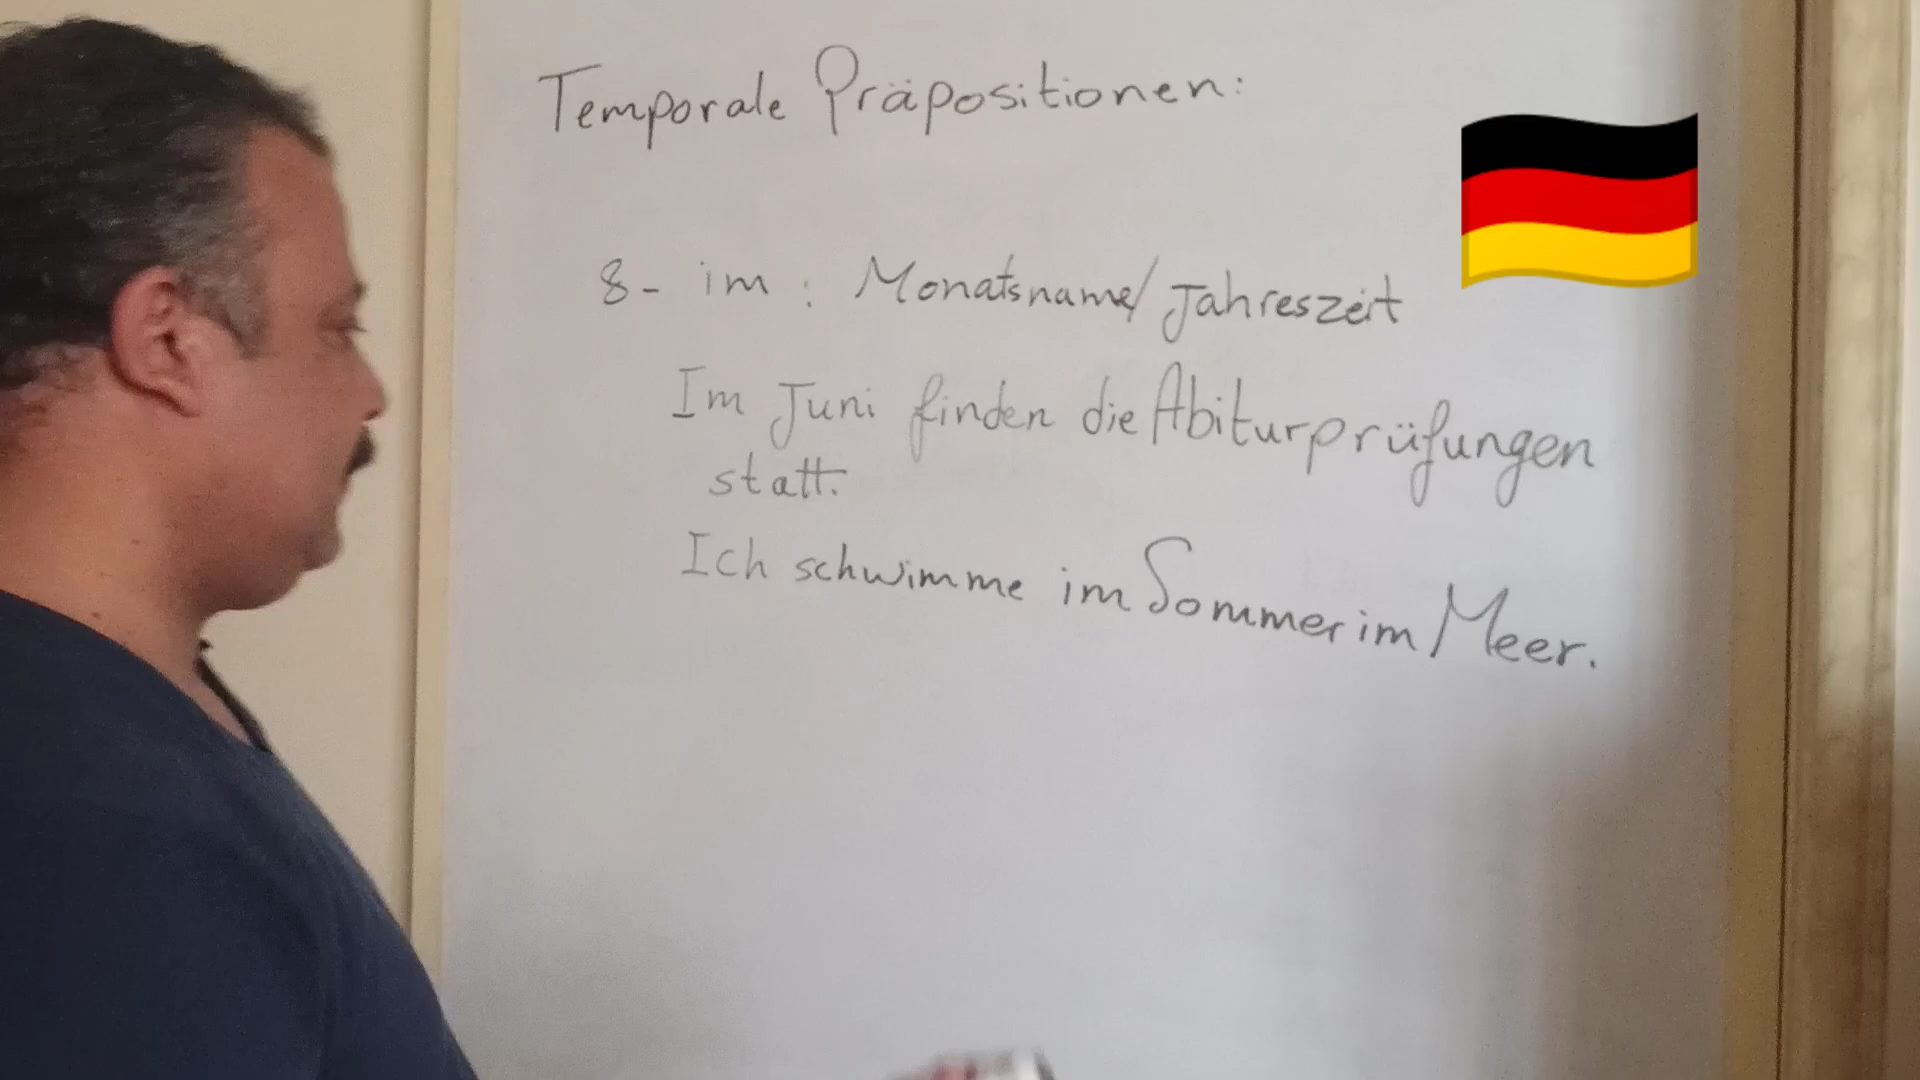 Temporale Präpositionen:
8- im : Monatsname/Jahreszeit
Im Juni finden die Abiturprüfungen
statt.
Ich schwimme im Sommer im Meer.